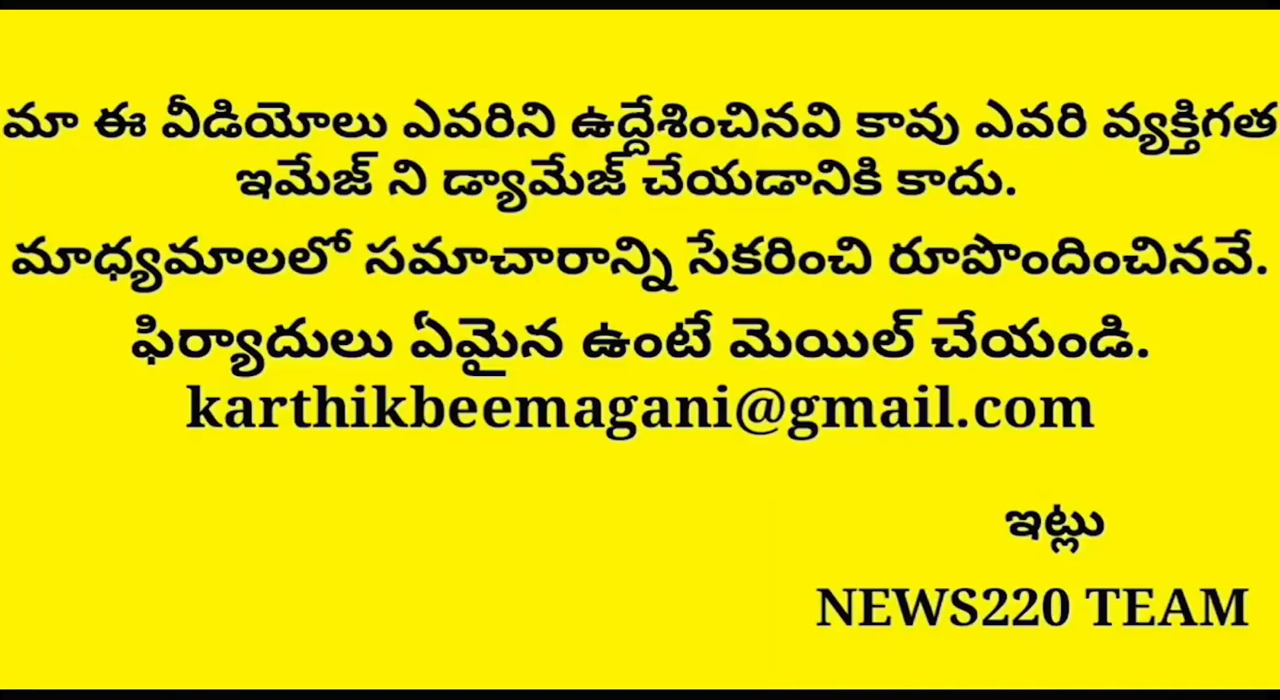 మా ఈ వీడియోలు ఎవరిని ఉద్దేశించినవి కావు ఎవరి వ్యక్తిగత
ఇమేజ్ ని డ్యామేజ్ చేయడానికి కాదు.
మాధ్యమాలలో సమాచారాన్ని సేకరించి రూపొందించినవే.
ఫిర్యాదులు ఏమైన ఉంటే మెయిల్ చేయండి.
karthikbeemagani@gmail.com
ఇట్లు
NEWS220 TEAM